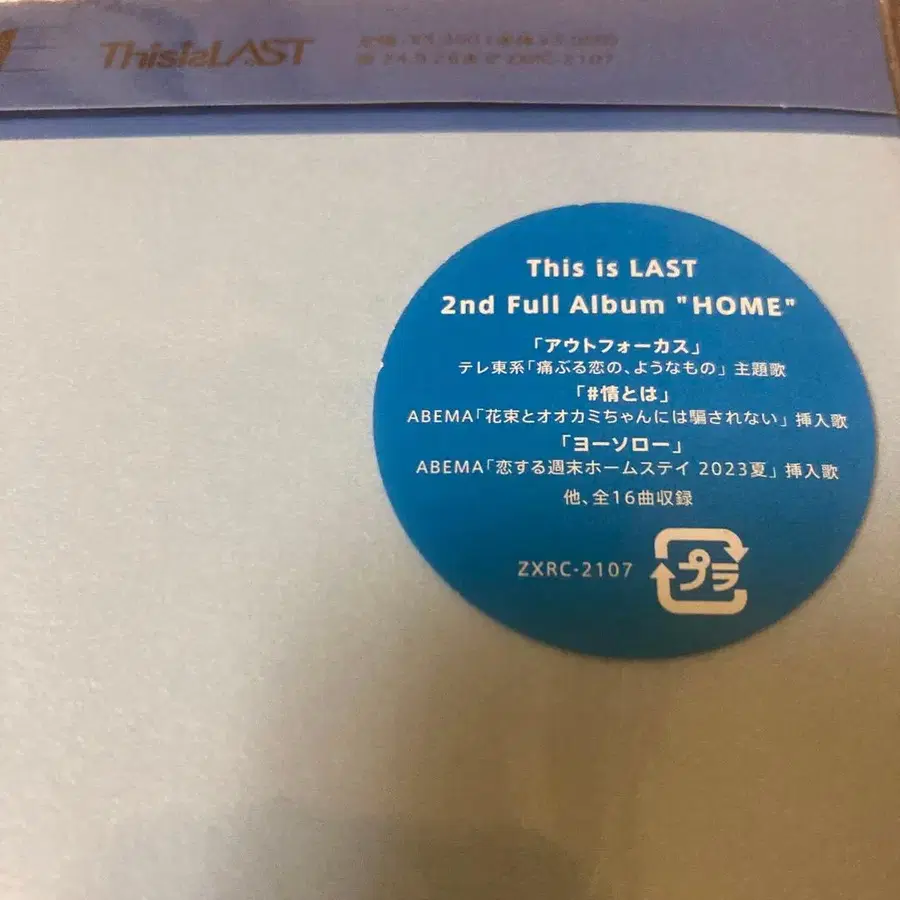 ThisisLAST
ZXRC-2107
This is LAST
2nd Full Album "HOME"
「アウトフォーカス」
テレ東系「痛ぶる恋の、ようなもの」 主題歌
「#情とは」
ABEMA「花束とオオカミちゃんには騙されない」 挿入歌
「ヨーソロー」
ABEMA「恋する週末ホームステイ 2023夏」 挿入歌
他、全16曲収録
ZXRC-2107
プラ